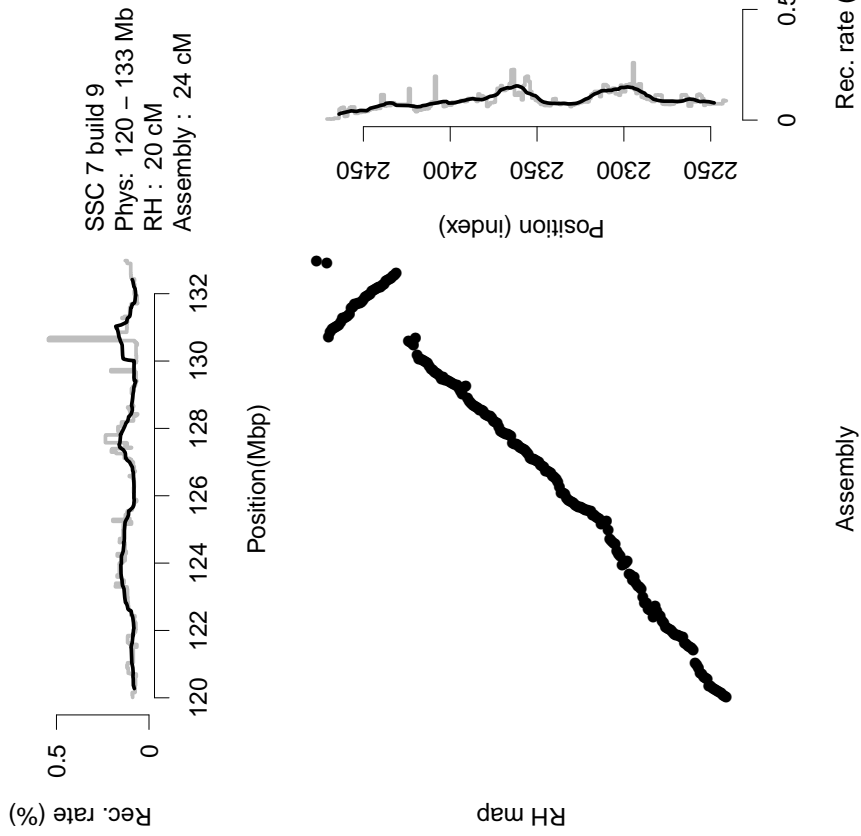 SSC 7 build 9
Phys: 120 – 133 Mb
RH : 20 cM
Assembly : 24 cM
Rec. rate (%)
0.5
0
120
122
124
126
128
130
132
Position(Mbp)
RH map
Assembly
Position (index)
2450
2400
2350
2300
2250
0
0.5
Rec. rate (